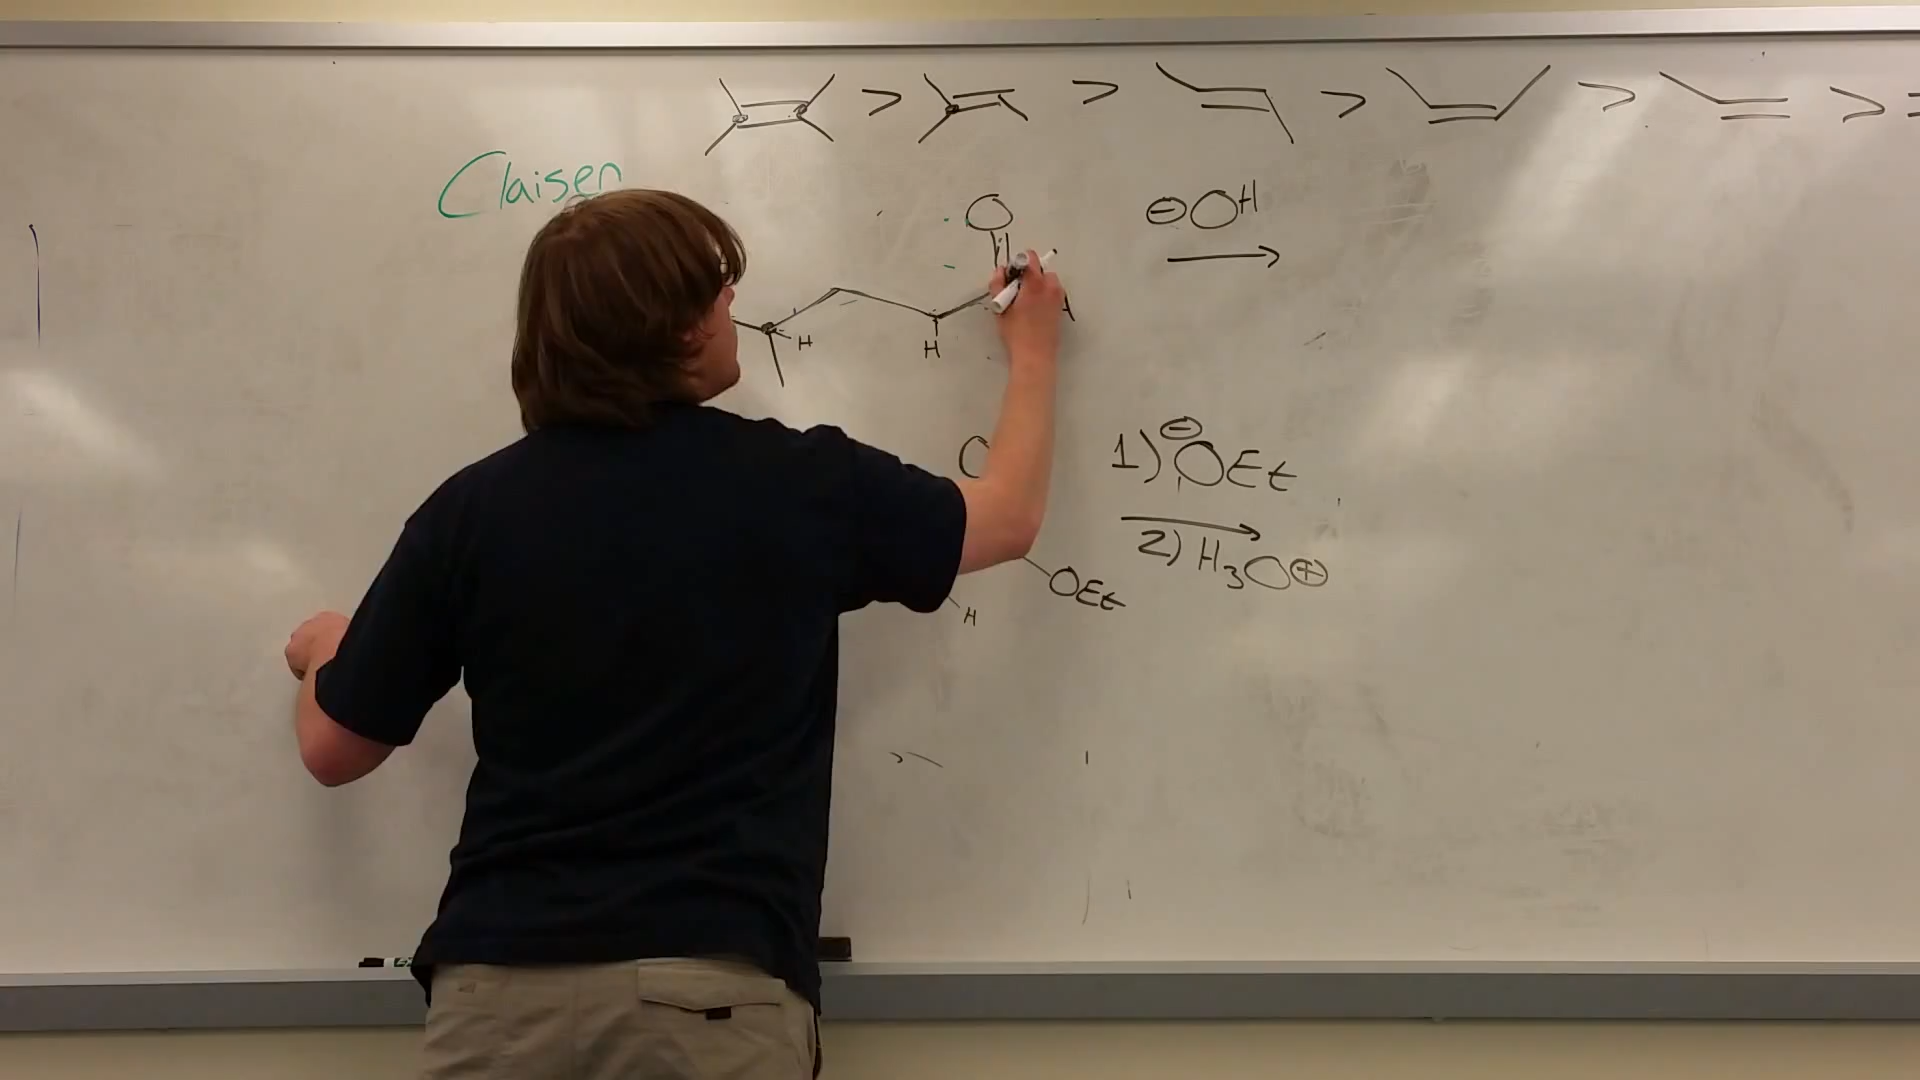 > > > > >
Claisen
O ⊖OH
H H
O 1) ⊖OEt
2) H3O⊕
OEt
H